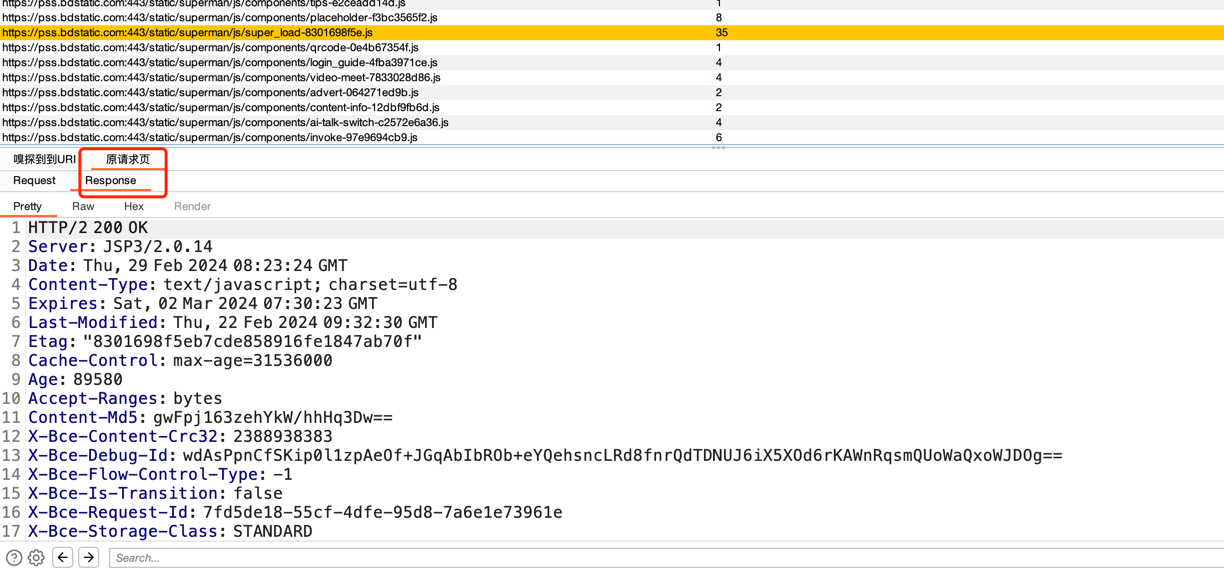 https://pss.bdstatic.com:443/static/superman/js/components/tips-e2ceadd14d.js 1
https://pss.bdstatic.com:443/static/superman/js/components/placeholder-f3bc3565f2.js 8
https://pss.bdstatic.com:443/static/superman/js/super_load-8301698f5e.js 35
https://pss.bdstatic.com:443/static/superman/js/components/qrcode-0e4b67354f.js 1
https://pss.bdstatic.com:443/static/superman/js/components/login_guide-4fba3971ce.js 4
https://pss.bdstatic.com:443/static/superman/js/components/video-meet-7833028d86.js 4
https://pss.bdstatic.com:443/static/superman/js/components/advert-064271ed9b.js 2
https://pss.bdstatic.com:443/static/superman/js/components/content-info-12dbf9fb6d.js 2
https://pss.bdstatic.com:443/static/superman/js/components/ai-talk-switch-c2572e6a36.js 4
https://pss.bdstatic.com:443/static/superman/js/components/invoke-97e9694cb9.js 6
嗅探到到URI 原请求页
Request Response
Pretty Raw Hex Render
1 HTTP/2 200 OK
2 Server: JSP3/2.0.14
3 Date: Thu, 29 Feb 2024 08:23:24 GMT
4 Content-Type: text/javascript; charset=utf-8
5 Expires: Sat, 02 Mar 2024 07:30:23 GMT
6 Last-Modified: Thu, 22 Feb 2024 09:32:30 GMT
7 Etag: "8301698f5eb7cde858916fe1847ab70f"
8 Cache-Control: max-age=31536000
9 Age: 89580
10 Accept-Ranges: bytes
11 Content-Md5: gwFpj163zehYkW/hhHq3Dw==
12 X-Bce-Content-Crc32: 2388938383
13 X-Bce-Debug-Id: wdAsPpnCfSKip0l1zpAeOf+JGqAbIbROb+eYQehsncLRd8fnrQdTDNUJ6iX5XOd6rKAWnRqsmQUoWaQxoWJDOg==
14 X-Bce-Flow-Control-Type: -1
15 X-Bce-Is-Transition: false
16 X-Bce-Request-Id: 7fd5de18-55cf-4dfe-95d8-7a6e1e73961e
17 X-Bce-Storage-Class: STANDARD
Search...